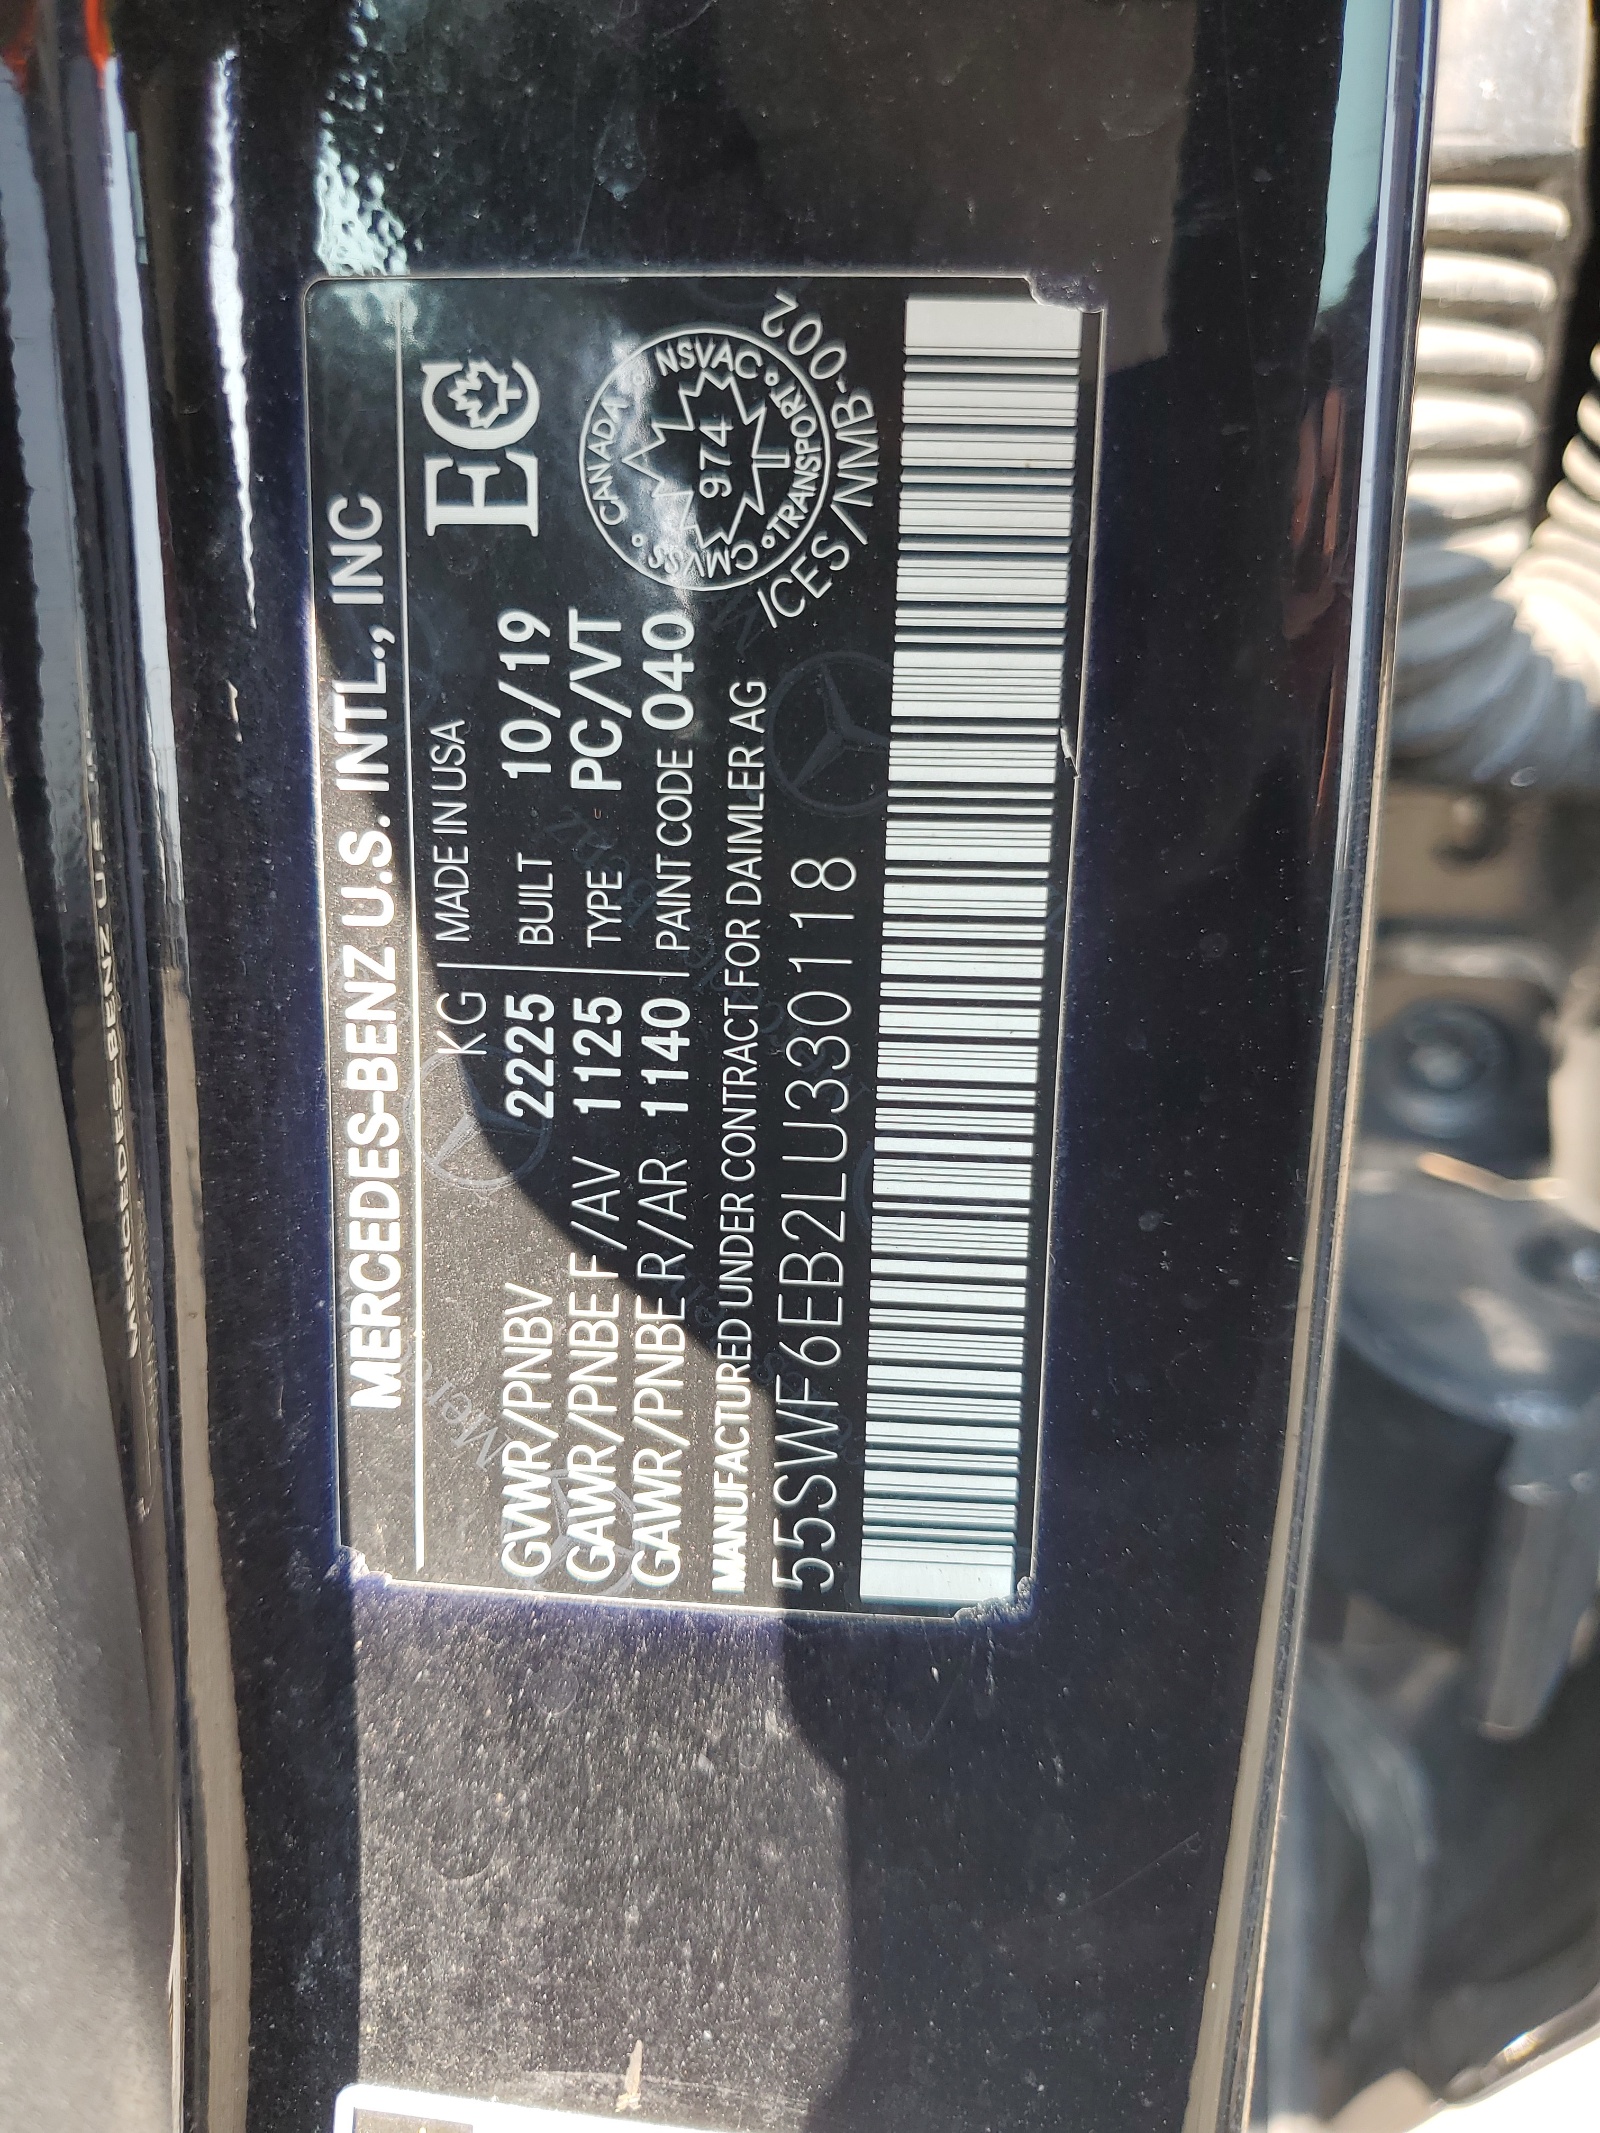 MERCEDES-BENZ U.S. INTL., INC
KG MADE IN USA
GVWR/PNBV 2225 BUILT 10/19
GAWR/PNBE F/AV 1125 TYPE PC/VT
GAWR/PNBE R/AR 1140 PAINT CODE 040
MANUFACTURED UNDER CONTRACT FOR DAIMLER AG
55SWF6EB2LU330118
EC
CANADA NSVAC
974
CMVSS TRANSPORT
ICES/NMB-002